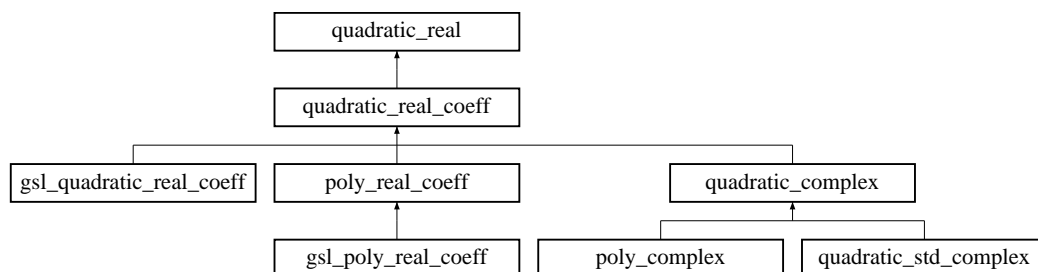 quadratic_real
quadratic_real_coeff
gsl_quadratic_real_coeff
poly_real_coeff
quadratic_complex
gsl_poly_real_coeff
poly_complex
quadratic_std_complex